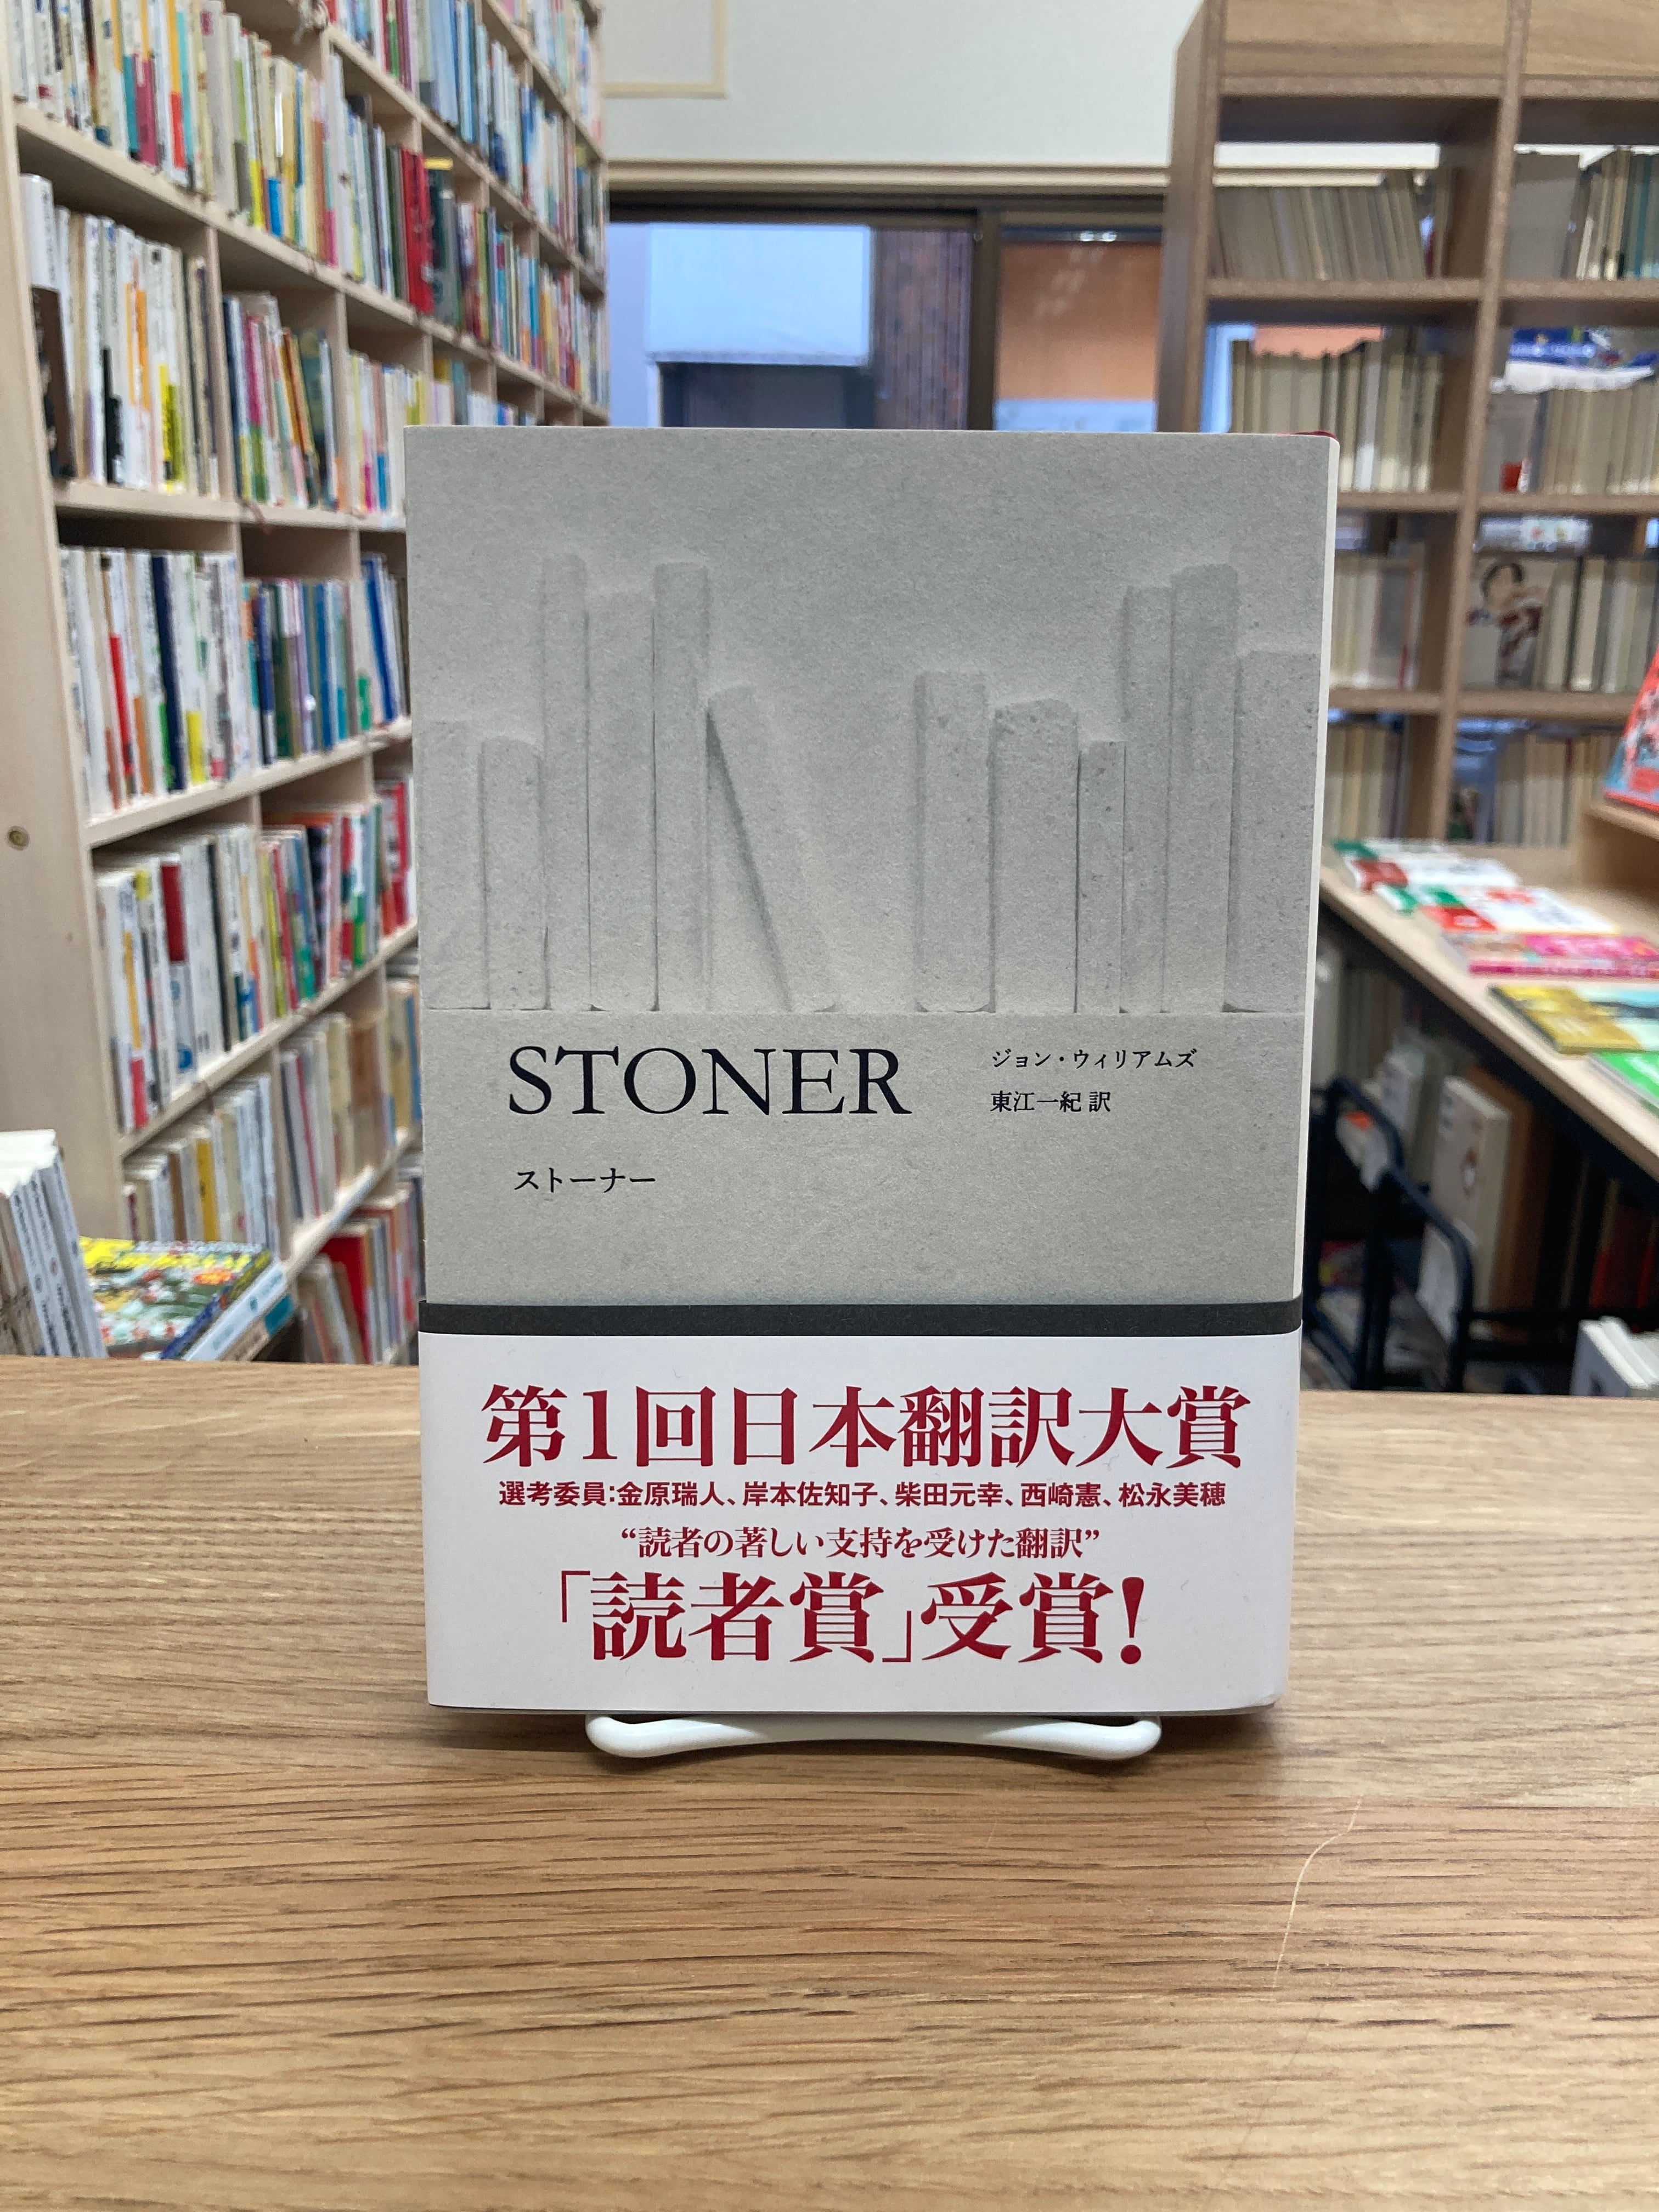 STONER
ジョン・ウィリアムズ
東江一紀 訳
ストーナー
第1回日本翻訳大賞
選考委員:金原瑞人、岸本佐知子、柴田元幸、西崎憲、松永美穂
“読者の著しい支持を受けた翻訳”
「読者賞」受賞!